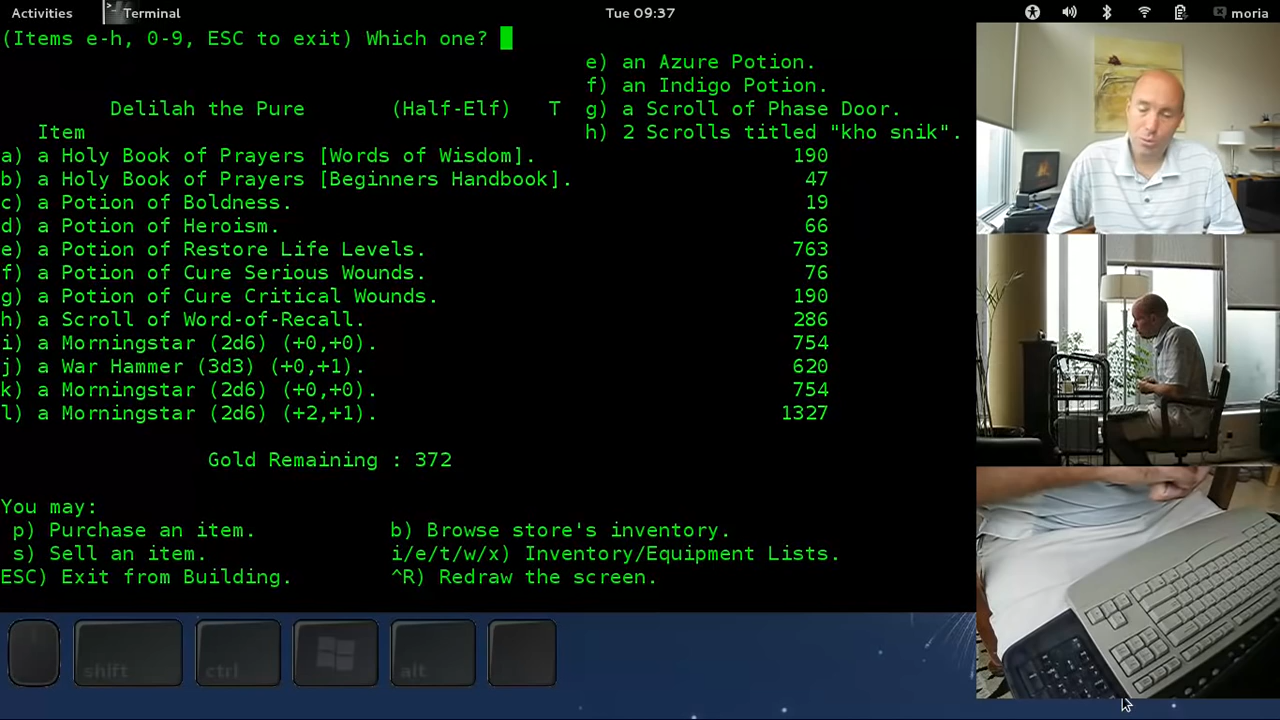 Activities Terminal Tue 09:37 moria
(Items e-h, 0-9, ESC to exit) Which one?
e) an Azure Potion.
f) an Indigo Potion.
Delilah the Pure (Half-Elf) T g) a Scroll of Phase Door.
Item h) 2 Scrolls titled "kho snik".
a) a Holy Book of Prayers [Words of Wisdom]. 190
b) a Holy Book of Prayers [Beginners Handbook]. 47
c) a Potion of Boldness. 19
d) a Potion of Heroism. 66
e) a Potion of Restore Life Levels. 763
f) a Potion of Cure Serious Wounds. 76
g) a Potion of Cure Critical Wounds. 190
h) a Scroll of Word-of-Recall. 286
i) a Morningstar (2d6) (+0,+0). 754
j) a War Hammer (3d3) (+0,+1). 620
k) a Morningstar (2d6) (+0,+0). 754
l) a Morningstar (2d6) (+2,+1). 1327
Gold Remaining : 372
You may:
p) Purchase an item. b) Browse store's inventory.
s) Sell an item. i/e/t/w/x) Inventory/Equipment Lists.
ESC) Exit from Building. ^R) Redraw the screen.
shift ctrl alt